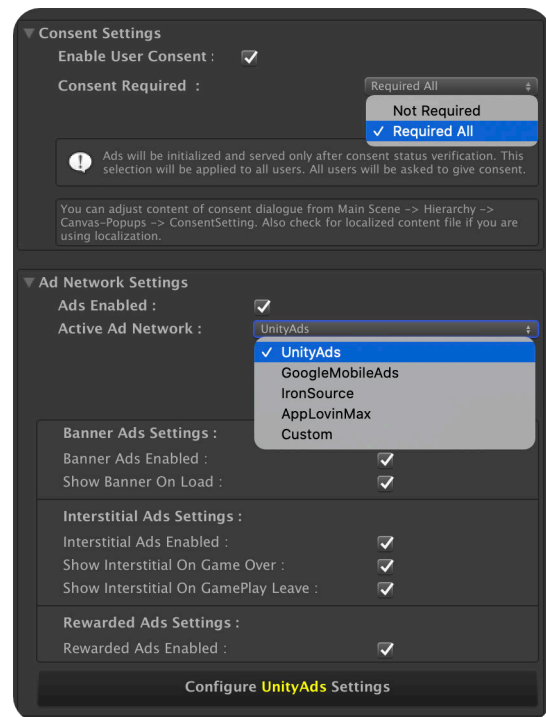 Consent Settings
Enable User Consent :
Consent Required :
Required All
Not Required
✓ Required All
Ads will be initialized and served only after consent status verification. This
selection will be applied to all users. All users will be asked to give consent.
You can adjust content of consent dialogue from Main Scene -> Hierarchy ->
Canvas-Popups -> ConsentSetting. Also check for localized content file if you are
using localization.
Ad Network Settings
Ads Enabled :
Active Ad Network :
UnityAds
✓ UnityAds
GoogleMobileAds
IronSource
AppLovinMax
Custom
Banner Ads Settings :
Banner Ads Enabled :
Show Banner On Load :
Interstitial Ads Settings :
Interstitial Ads Enabled :
Show Interstitial On Game Over :
Show Interstitial On GamePlay Leave :
Rewarded Ads Settings :
Rewarded Ads Enabled :
Configure UnityAds Settings